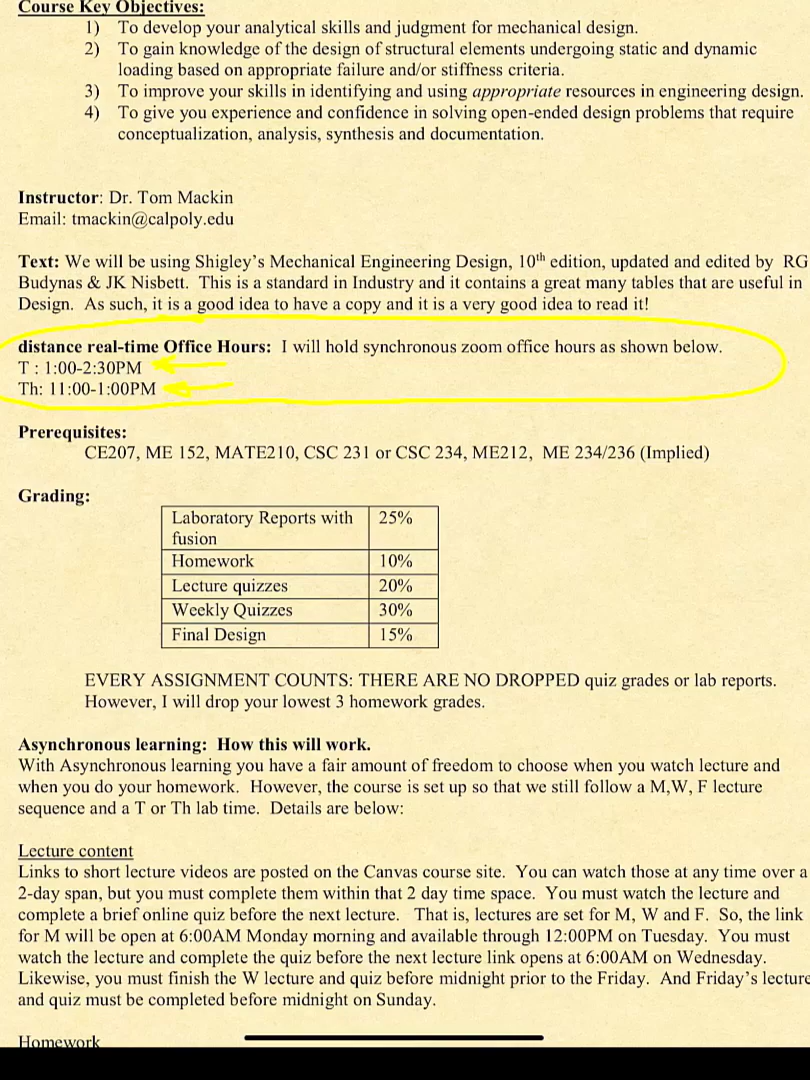 Course Key Objectives:
1) To develop your analytical skills and judgment for mechanical design.
2) To gain knowledge of the design of structural elements undergoing static and dynamic
loading based on appropriate failure and/or stiffness criteria.
3) To improve your skills in identifying and using appropriate resources in engineering design.
4) To give you experience and confidence in solving open-ended design problems that require
conceptualization, analysis, synthesis and documentation.
Instructor: Dr. Tom Mackin
Email: tmackin@calpoly.edu
Text: We will be using Shigley's Mechanical Engineering Design, 10th edition, updated and edited by RG
Budynas & JK Nisbett. This is a standard in Industry and it contains a great many tables that are useful in
Design. As such, it is a good idea to have a copy and it is a very good idea to read it!
distance real-time Office Hours: I will hold synchronous zoom office hours as shown below.
T : 1:00-2:30PM
Th: 11:00-1:00PM
Prerequisites:
CE207, ME 152, MATE210, CSC 231 or CSC 234, ME212, ME 234/236 (Implied)
Grading:
Laboratory Reports with 25%
fusion
Homework 10%
Lecture quizzes 20%
Weekly Quizzes 30%
Final Design 15%
EVERY ASSIGNMENT COUNTS: THERE ARE NO DROPPED quiz grades or lab reports.
However, I will drop your lowest 3 homework grades.
Asynchronous learning: How this will work.
With Asynchronous learning you have a fair amount of freedom to choose when you watch lecture and
when you do your homework. However, the course is set up so that we still follow a M,W, F lecture
sequence and a T or Th lab time. Details are below:
Lecture content
Links to short lecture videos are posted on the Canvas course site. You can watch those at any time over a
2-day span, but you must complete them within that 2 day time space. You must watch the lecture and
complete a brief online quiz before the next lecture. That is, lectures are set for M, W and F. So, the link
for M will be open at 6:00AM Monday morning and available through 12:00PM on Tuesday. You must
watch the lecture and complete the quiz before the next lecture link opens at 6:00AM on Wednesday.
Likewise, you must finish the W lecture and quiz before midnight prior to the Friday. And Friday's lecture
and quiz must be completed before midnight on Sunday.
Homework